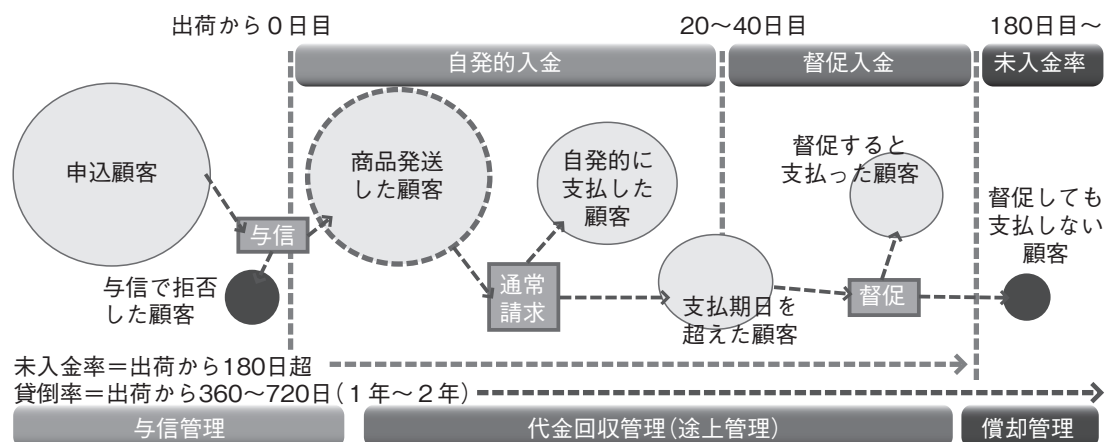 出荷から0日目
20〜40日目
180日目〜
自発的入金
督促入金
未入金率
申込顧客
与信
与信で拒否
した顧客
商品発送
した顧客
通常
請求
自発的に
支払した
顧客
支払期日を
超えた顧客
督促
督促すると
支払った顧客
督促しても
支払しない
顧客
未入金率＝出荷から180日超
貸倒率＝出荷から360〜720日(1年〜2年)
与信管理
代金回収管理(途上管理)
償却管理